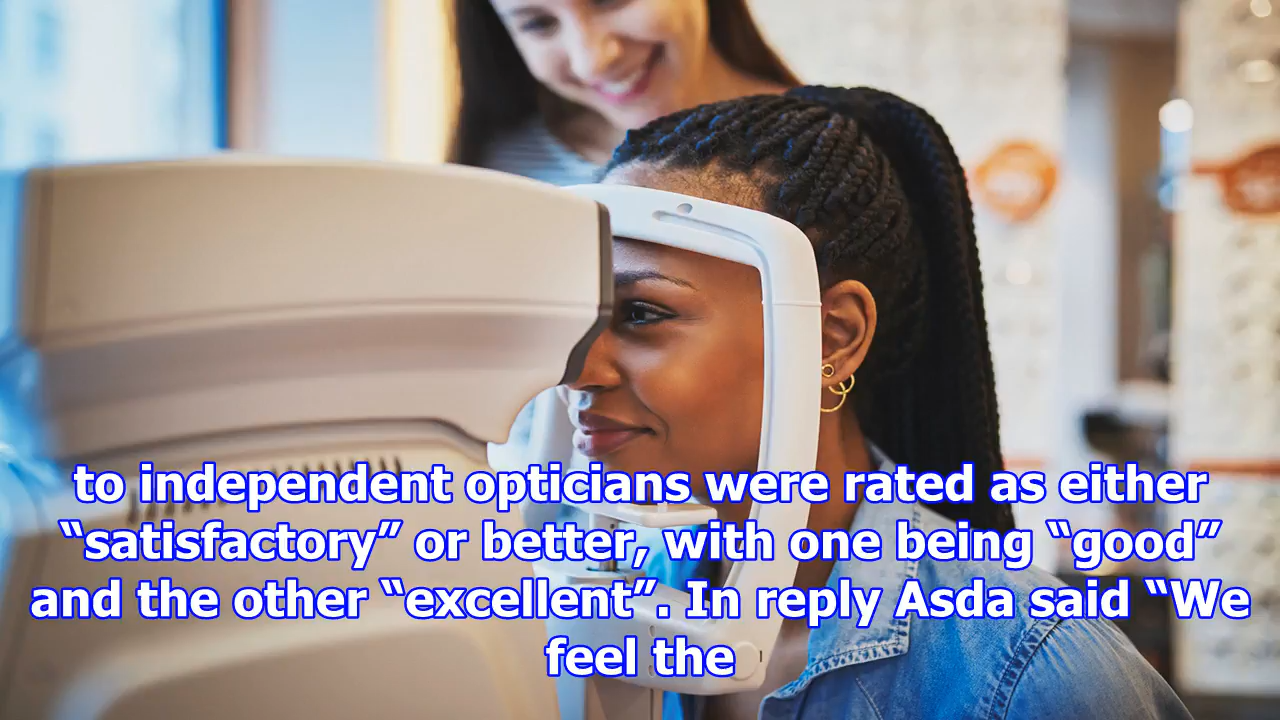 to independent opticians were rated as either
“satisfactory” or better, with one being “good”
and the other “excellent”. In reply Asda said “We
feel the